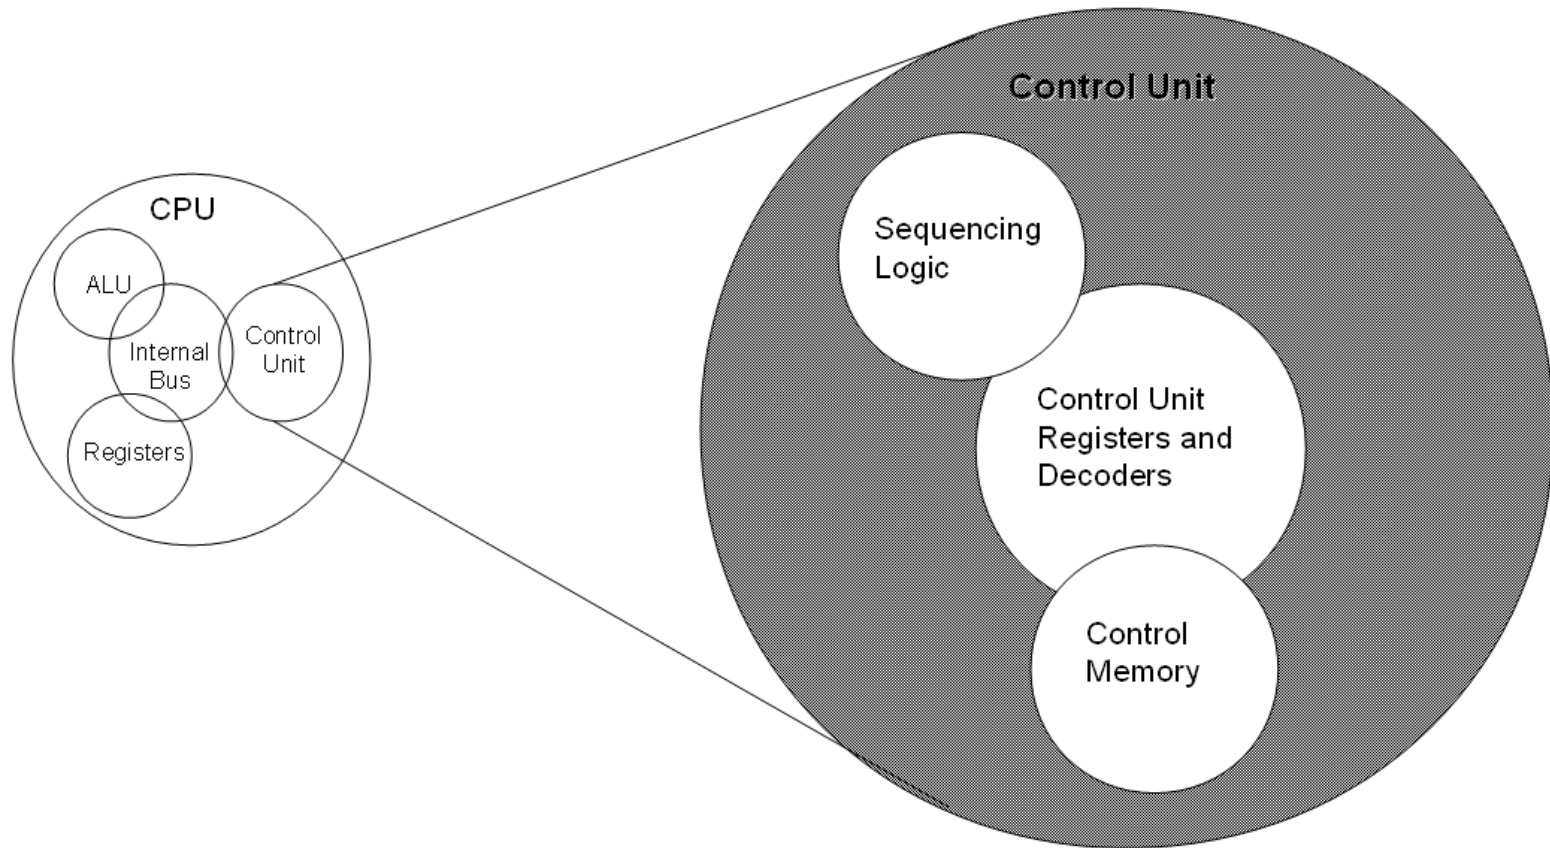 CPU
ALU
Internal
Bus
Control
Unit
Registers
Control Unit
Sequencing
Logic
Control Unit
Registers and
Decoders
Control
Memory